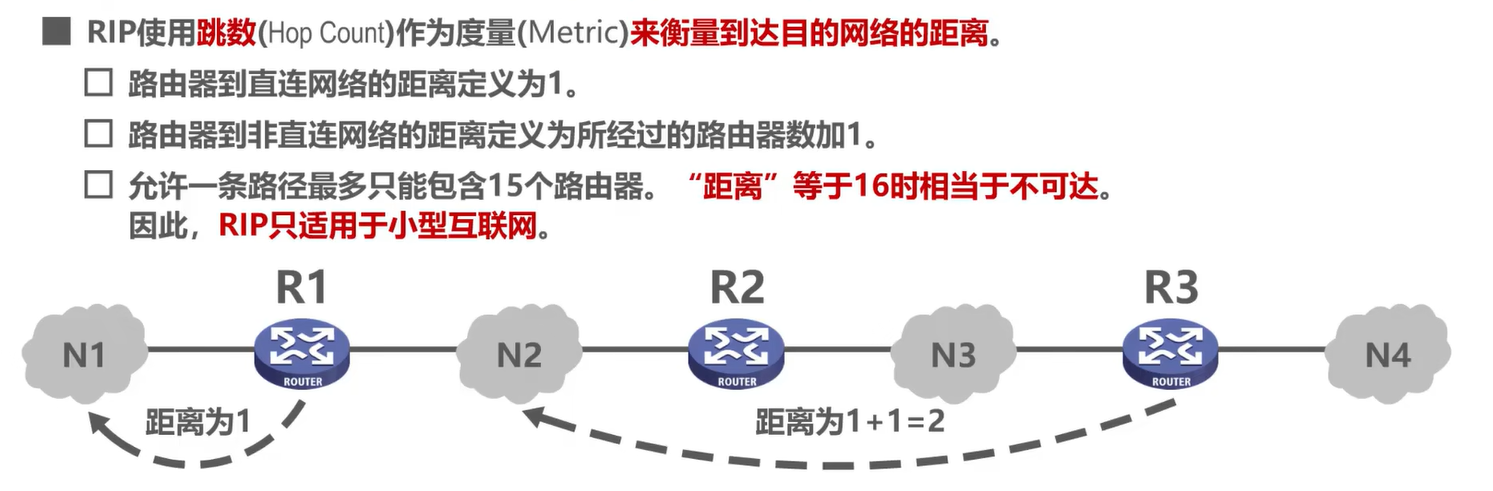 RIP使用跳数(Hop Count)作为度量(Metric)来衡量到达目的网络的距离。
路由器到直连网络的距离定义为1。
路由器到非直连网络的距离定义为所经过的路由器数加1。
允许一条路径最多只能包含15个路由器。“距离”等于16时相当于不可达。
因此，RIP只适用于小型互联网。
R1 R2 R3
N1 N2 N3 N4
ROUTER ROUTER ROUTER
距离为1 距离为1+1=2